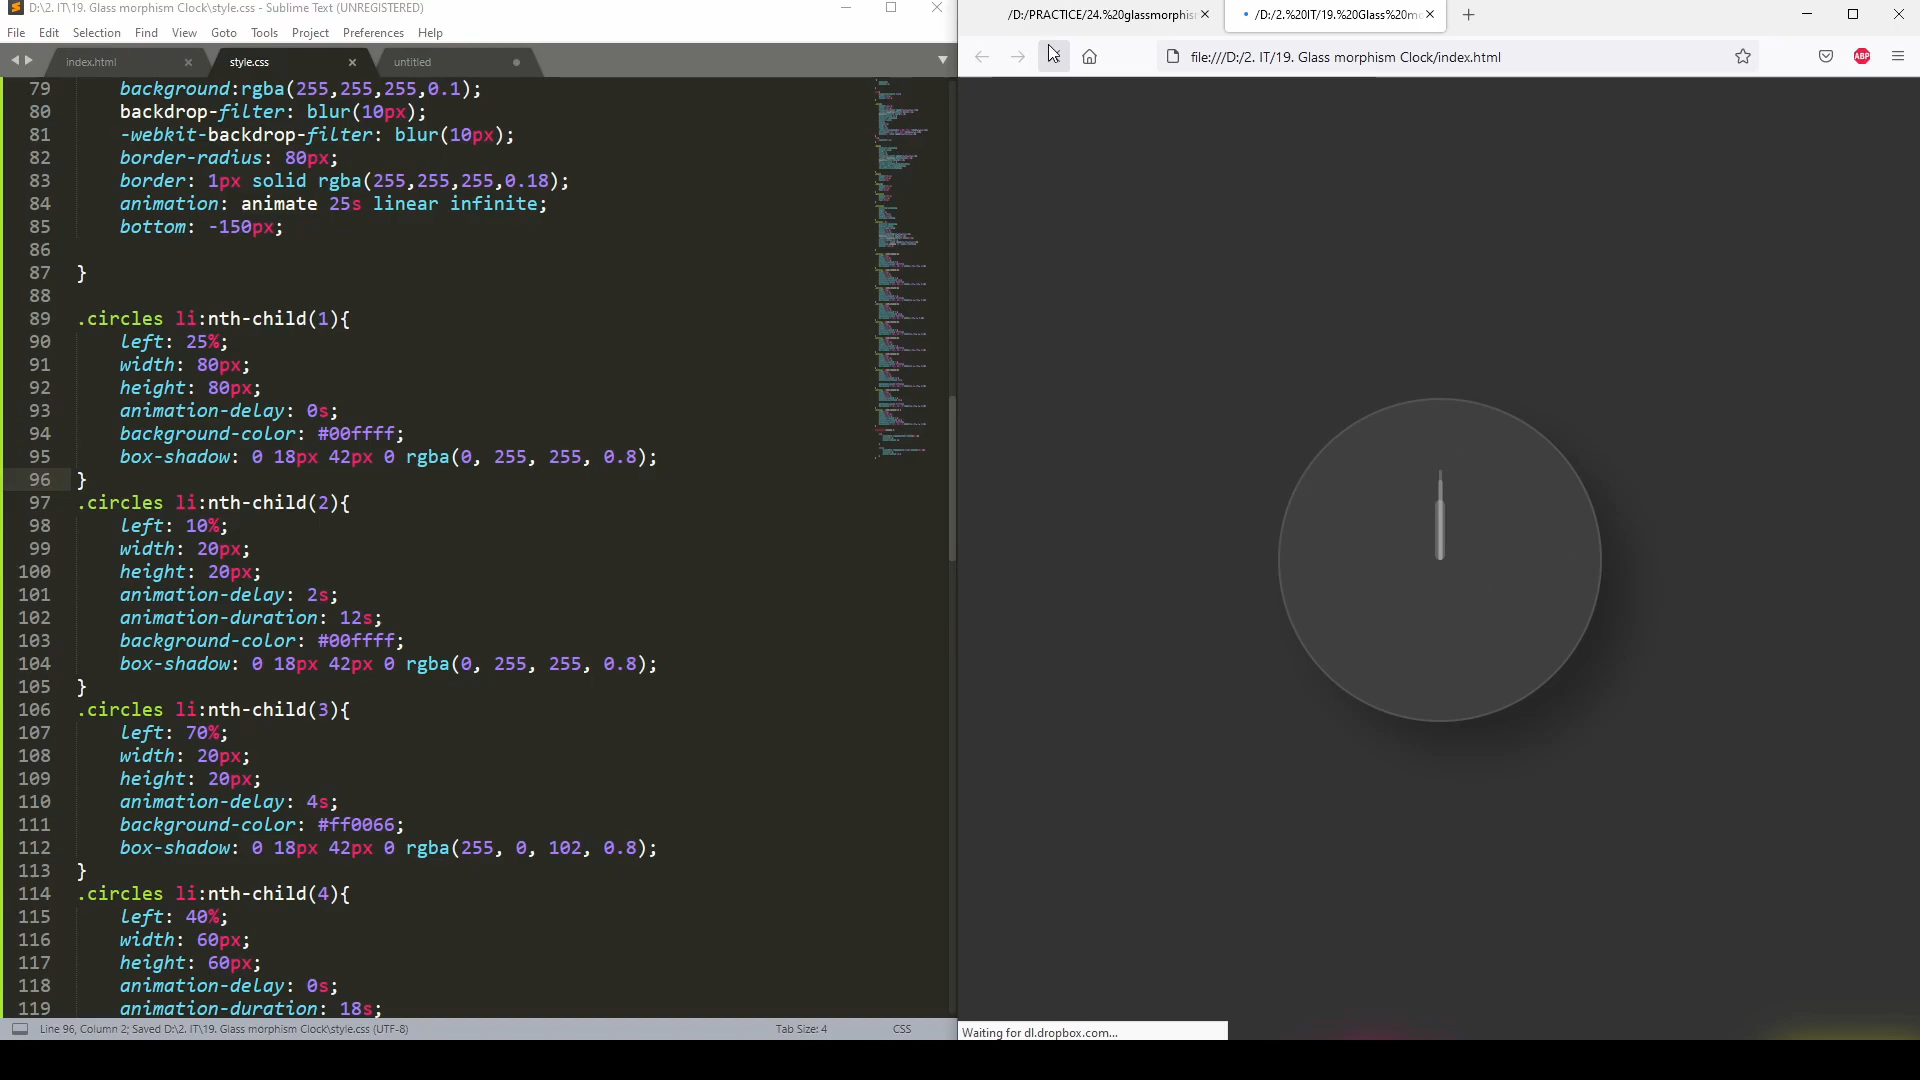 D:\2. IT\19. Glass morphism Clock\style.css - Sublime Text (UNREGISTERED)
File Edit Selection Find View Goto Tools Project Preferences Help
index.html style.css untitled
79 background:rgba(255,255,255,0.1);
80 backdrop-filter: blur(10px);
81 -webkit-backdrop-filter: blur(10px);
82 border-radius: 80px;
83 border: 1px solid rgba(255,255,255,0.18);
84 animation: animate 25s linear infinite;
85 bottom: -150px;
86
87 }
88
89 .circles li:nth-child(1){
90 left: 25%;
91 width: 80px;
92 height: 80px;
93 animation-delay: 0s;
94 background-color: #00ffff;
95 box-shadow: 0 18px 42px 0 rgba(0, 255, 255, 0.8);
96 }
97 .circles li:nth-child(2){
98 left: 10%;
99 width: 20px;
100 height: 20px;
101 animation-delay: 2s;
102 animation-duration: 12s;
103 background-color: #00ffff;
104 box-shadow: 0 18px 42px 0 rgba(0, 255, 255, 0.8);
105 }
106 .circles li:nth-child(3){
107 left: 70%;
108 width: 20px;
109 height: 20px;
110 animation-delay: 4s;
111 background-color: #ff0066;
112 box-shadow: 0 18px 42px 0 rgba(255, 0, 102, 0.8);
113 }
114 .circles li:nth-child(4){
115 left: 40%;
116 width: 60px;
117 height: 60px;
118 animation-delay: 0s;
119 animation-duration: 18s;
Line 96, Column 2; Saved D:\2. IT\19. Glass morphism Clock\style.css (UTF-8) Tab Size: 4 CSS
/D:/PRACTICE/24.%20glassmorphis /D:/2.%20IT/19.%20Glass%20mo
file:///D:/2. IT/19. Glass morphism Clock/index.html
ABP
Waiting for dl.dropbox.com...